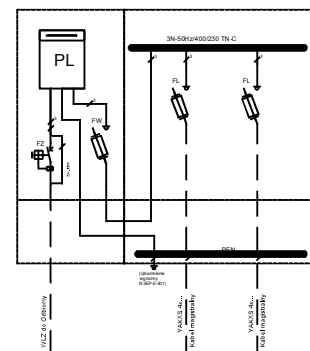 3N-50Hz/400/230 TN-C
PL
FL
FL
FW
FZ
PEN
(Uziemienie
wg normy
N SEP-E-001)
WLZ do Odbiorcy
YAKXS 4x...
Kabel magistralny
YAKXS 4x...
Kabel magistralny